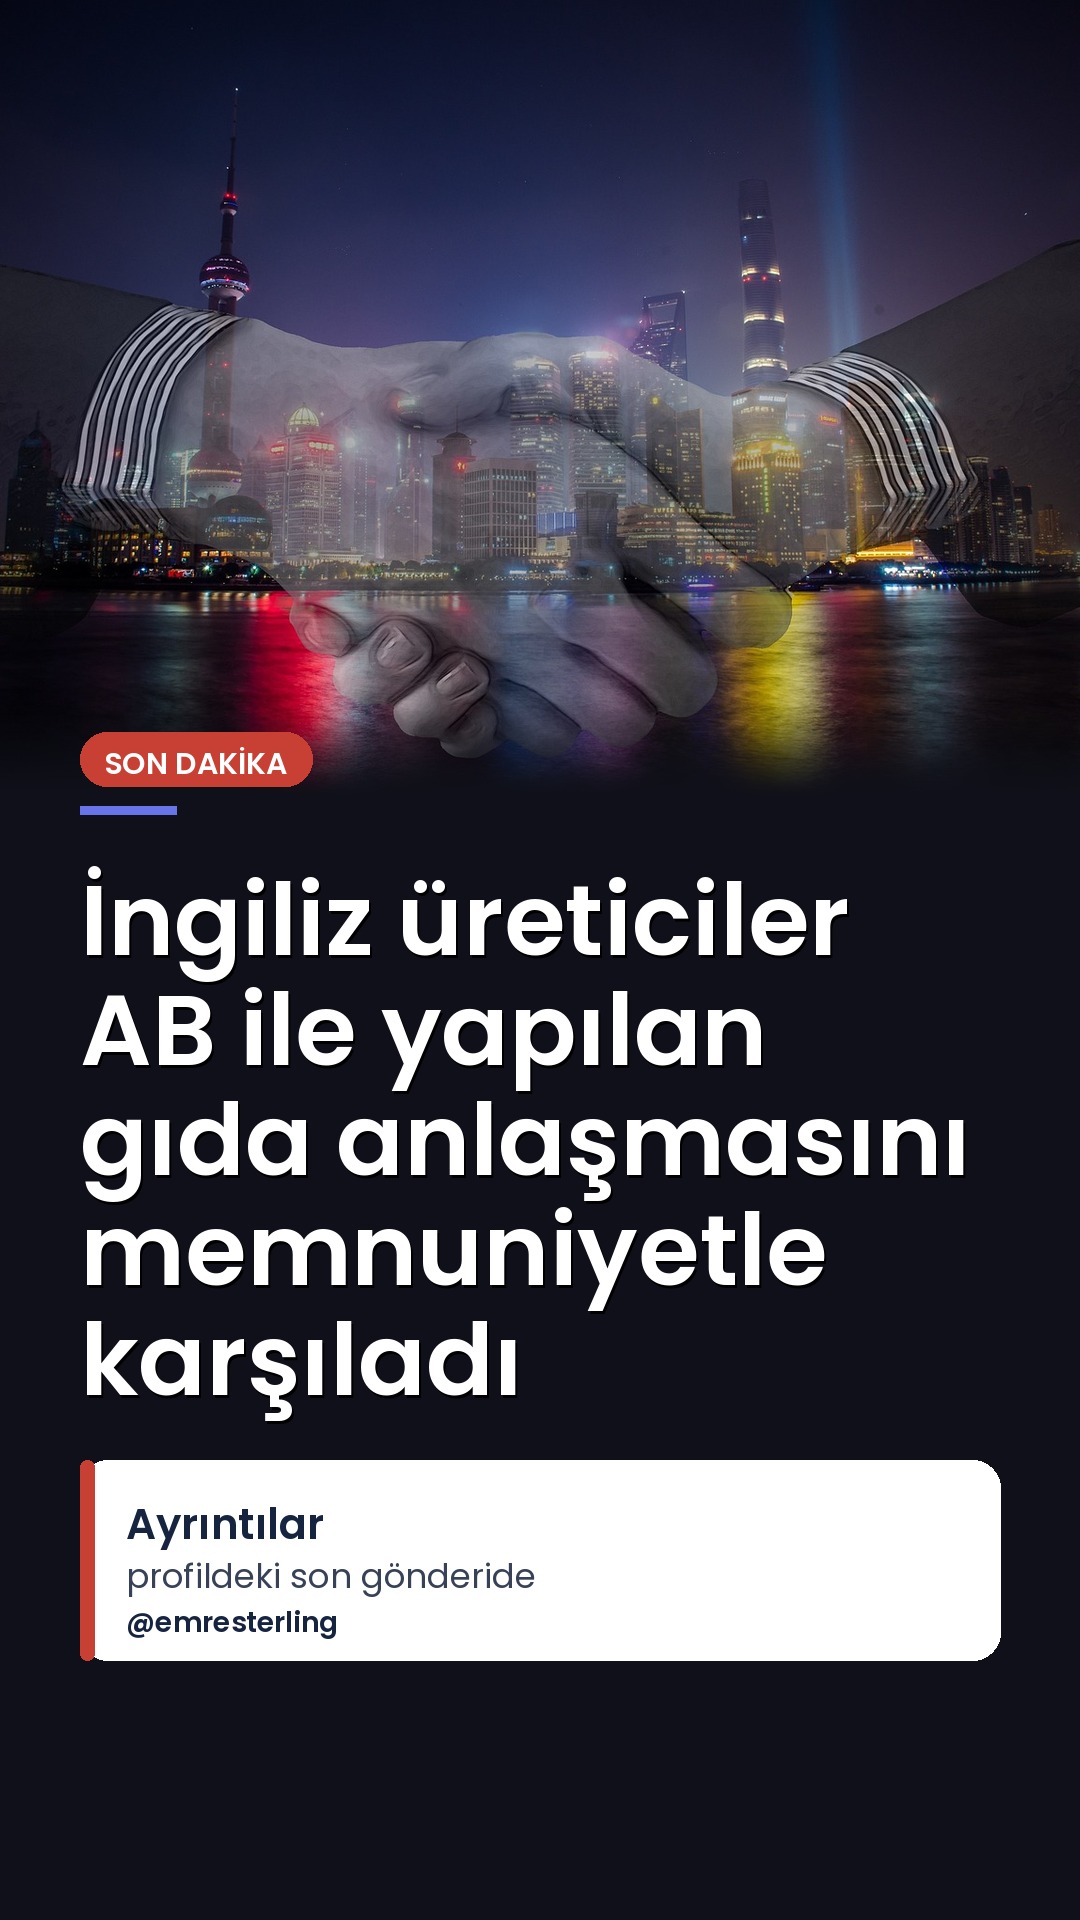 SON DAKİKA
İngiliz üreticiler
AB ile yapılan
gıda anlaşmasını
memnuniyetle
karşıladı
Ayrıntılar
profildeki son gönderide
@emresterling